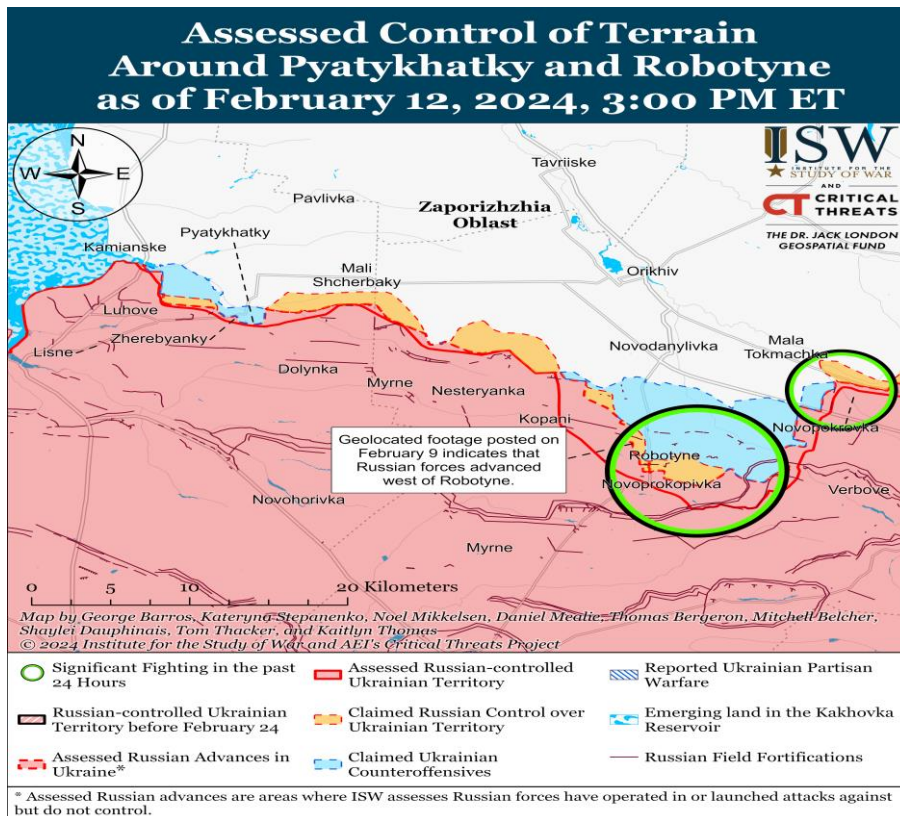 Assessed Control of Terrain
Around Pyatykhatky and Robotyne
as of February 12, 2024, 3:00 PM ET
N
W
E
S
ISW
INSTITUTE FOR THE
STUDY OF WAR
AND
CT CRITICAL
THREATS
THE DR. JACK LONDON
GEOSPATIAL FUND
Tavriiske
Pavlivka
Zaporizhzhia
Oblast
Pyatykhatky
Kamianske
Mali
Shcherbaky
Orikhiv
Luhove
Zherebyanky
Lisne
Dolynka
Myrne
Nesteryanka
Novodanylivka
Mala
Tokmachka
Kopani
Novopokrovka
Geolocated footage posted on
February 9 indicates that
Russian forces advanced
west of Robotyne.
Robotyne
Novoprokopivka
Verbove
Novohorivka
Myrne
0 5 10 20 Kilometers
Map by George Barros, Kateryna Stepanenko, Noel Mikkelsen, Daniel Mealie, Thomas Bergeron, Mitchell Belcher,
Shaylei Dauphinais, Tom Thacker, and Kaitlyn Thomas
© 2024 Institute for the Study of War and AEI's Critical Threats Project
Significant Fighting in the past
24 Hours
Assessed Russian-controlled
Ukrainian Territory
Reported Ukrainian Partisan
Warfare
Russian-controlled Ukrainian
Territory before February 24
Claimed Russian Control over
Ukrainian Territory
Emerging land in the Kakhovka
Reservoir
Assessed Russian Advances in
Ukraine*
Claimed Ukrainian
Counteroffensives
Russian Field Fortifications
* Assessed Russian advances are areas where ISW assesses Russian forces have operated in or launched attacks against
but do not control.